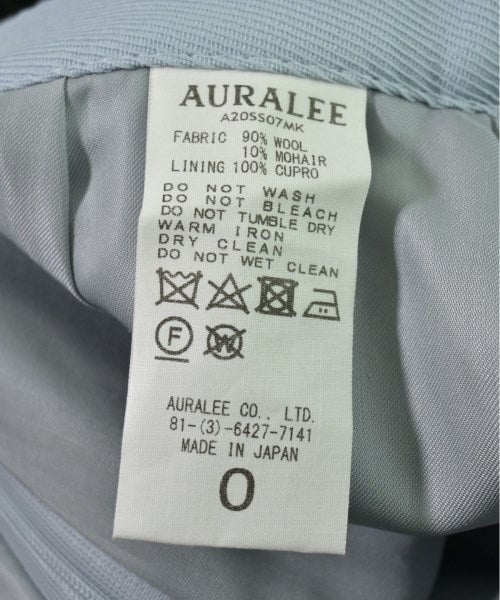 AURALEE
A20SS07MK
FABRIC 90% WOOL
10% MOHAIR
LINING 100% CUPRO
DO NOT WASH
DO NOT BLEACH
DO NOT TUMBLE DRY
WARM IRON
DRY CLEAN
DO NOT WET CLEAN
F W
AURALEE CO., LTD.
81-(3)-6427-7141
MADE IN JAPAN
0